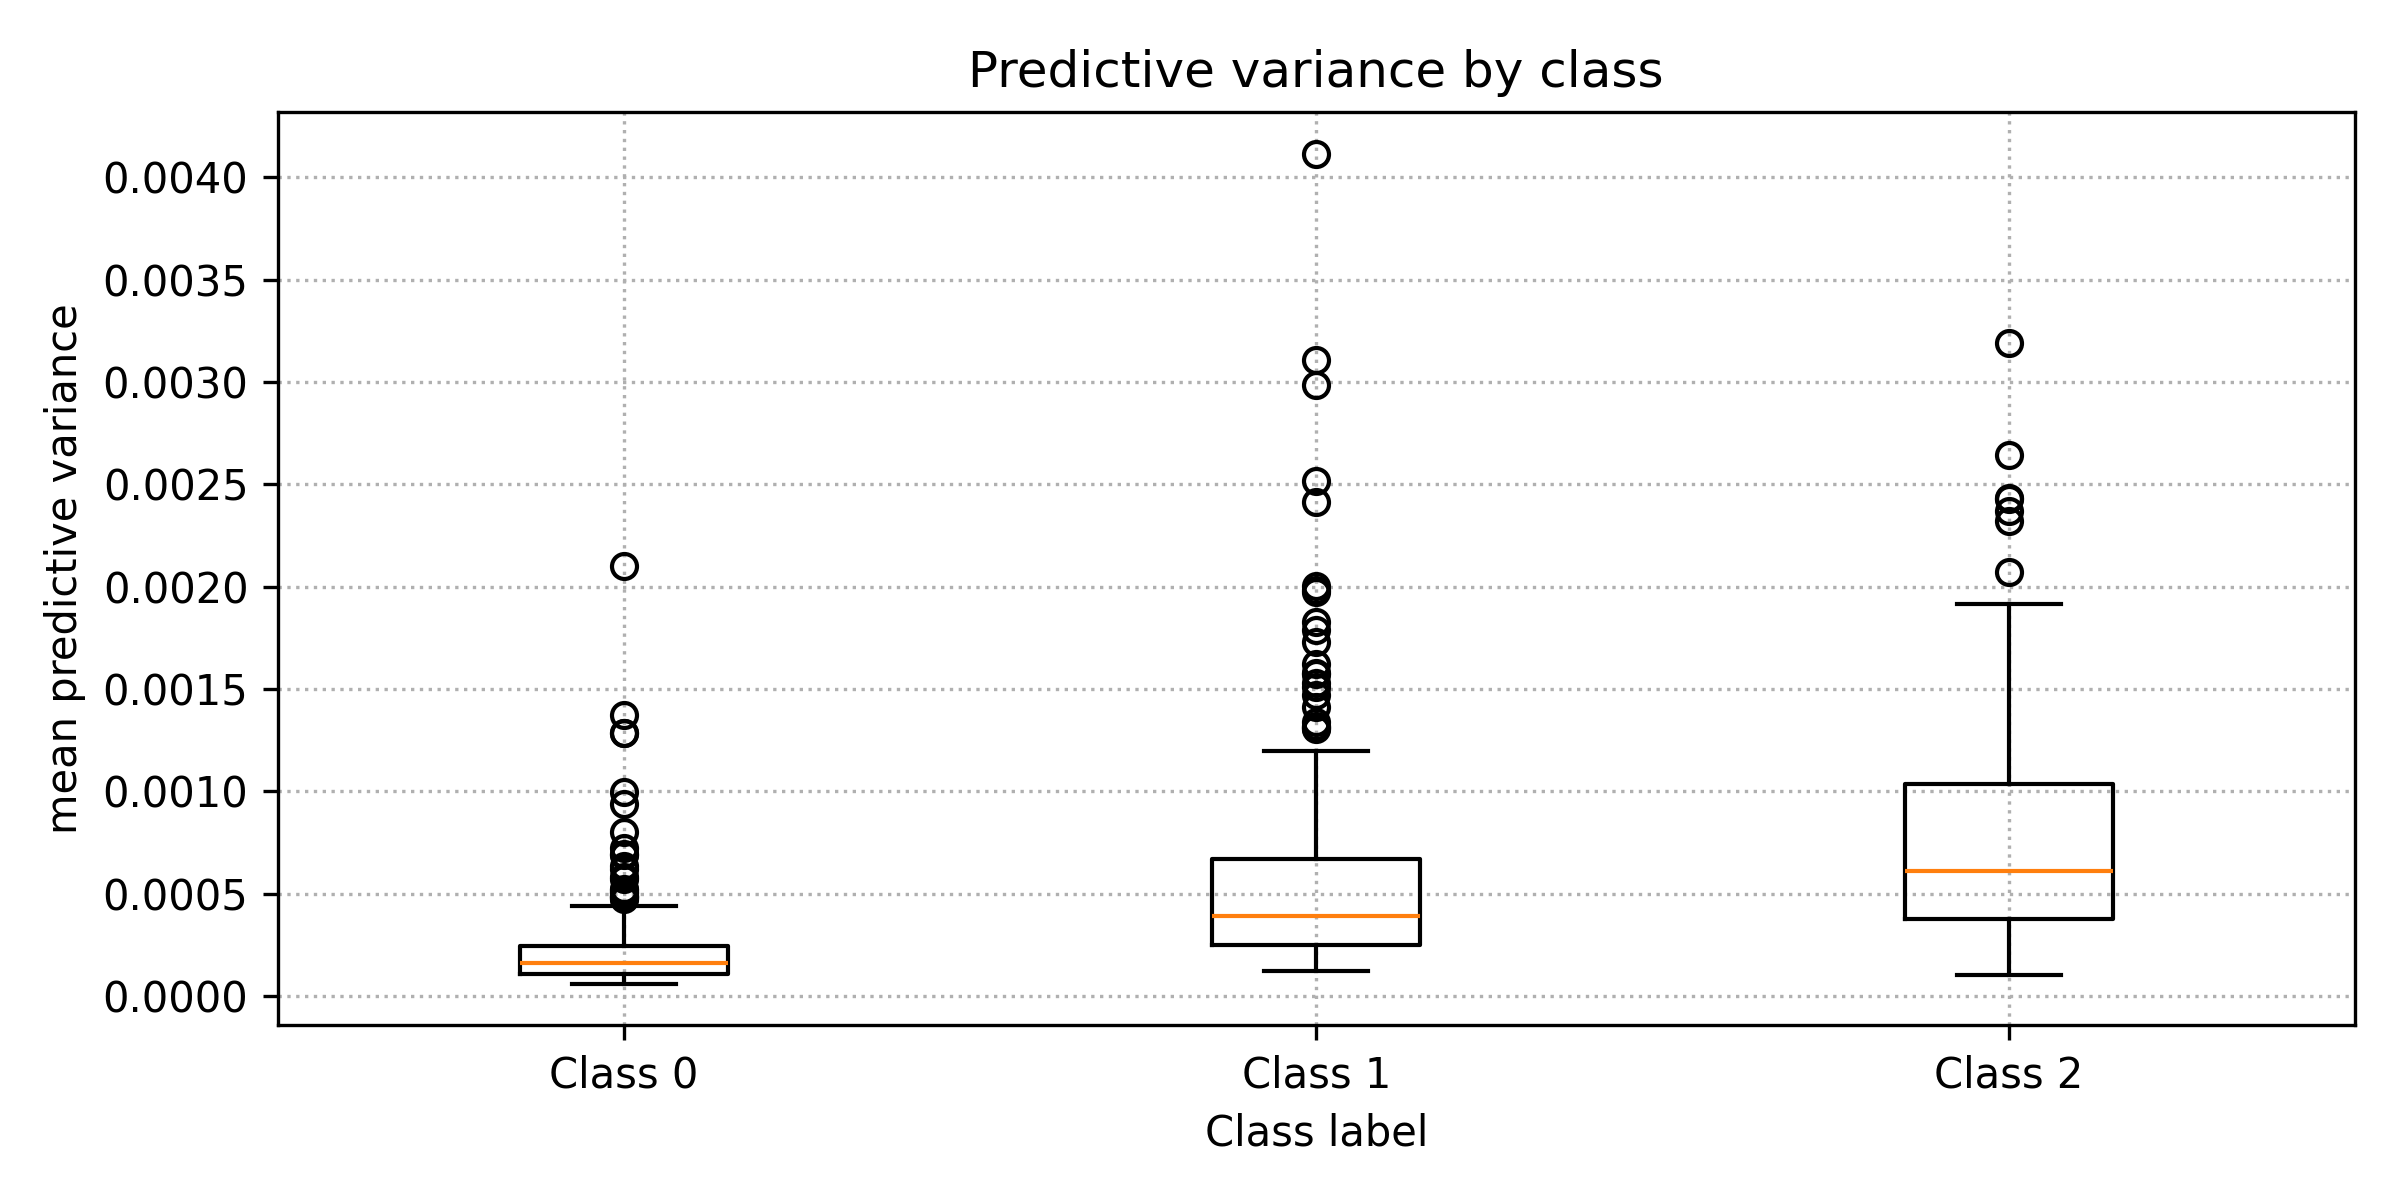 Predictive variance by class
mean predictive variance
0.0040
0.0035
0.0030
0.0025
0.0020
0.0015
0.0010
0.0005
0.0000
Class 0 Class 1 Class 2
Class label